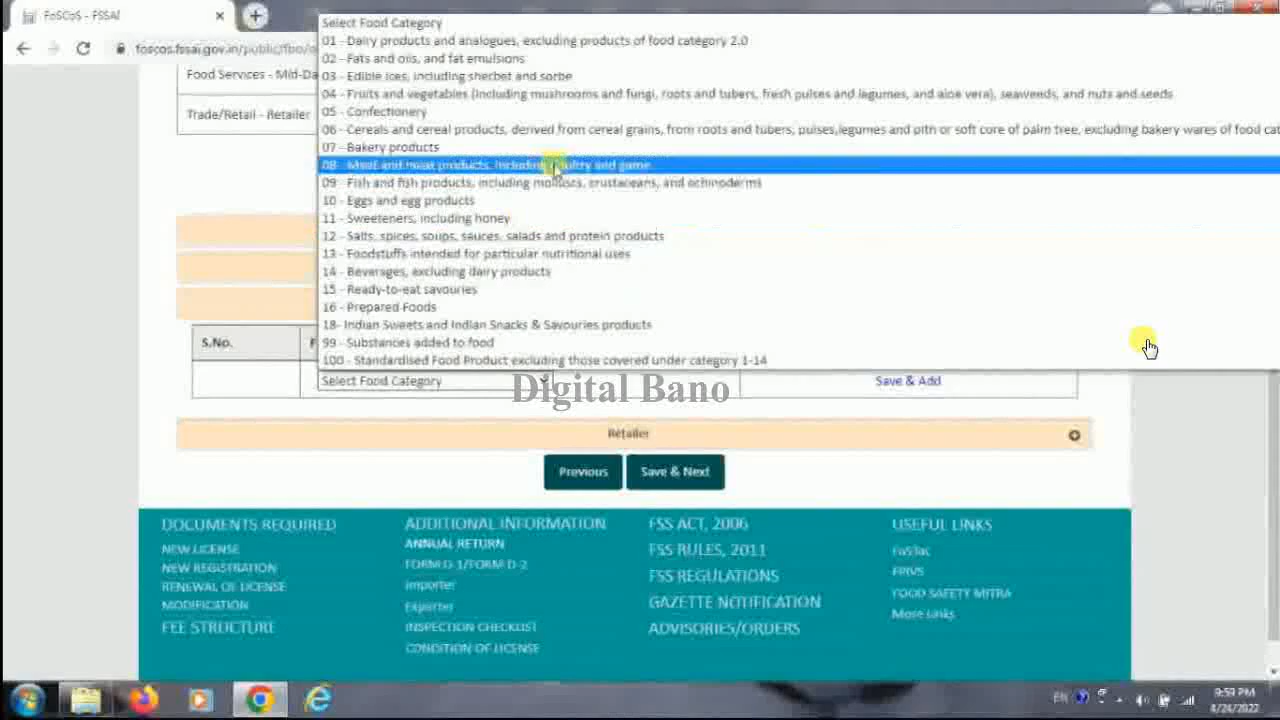 FoSCoS - FSSAI
foscos.fssai.gov.in/public/fbo/
Select Food Category
01 - Dairy products and analogues, excluding products of food category 2.0
02 - Fats and oils, and fat emulsions
03 - Edible ices, including sherbet and sorbe
04 - Fruits and vegetables (including mushrooms and fungi, roots and tubers, fresh pulses and legumes, and aloe vera), seaweeds, and nuts and seeds
05 - Confectionery
06 - Cereals and cereal products, derived from cereal grains, from roots and tubers, pulses,legumes and pith or soft core of palm tree, excluding bakery wares of food
07 - Bakery products
08 - Meat and meat products, including poultry and game
09 - Fish and fish products, including molluscs, crustaceans, and echinoderms
10 - Eggs and egg products
11 - Sweeteners, including honey
12 - Salts, spices, soups, sauces, salads and protein products
13 - Foodstuffs intended for particular nutritional uses
14 - Beverages, excluding dairy products
15 - Ready-to-eat savouries
16 - Prepared Foods
18- Indian Sweets and Indian Snacks & Savouries products
99 - Substances added to food
100 - Standardised Food Product excluding those covered under category 1-14
Food Services - Mid-Da
Trade/Retail - Retailer
S.No.
F
Select Food Category
Save & Add
Digital Bano
Retailer
Previous
Save & Next
DOCUMENTS REQUIRED
NEW LICENSE
NEW REGISTRATION
RENEWAL OF LICENSE
MODIFICATION
FEE STRUCTURE
ADDITIONAL INFORMATION
ANNUAL RETURN
FORM D-1/FORM D-2
Importer
Exporter
INSPECTION CHECKLIST
CONDITION OF LICENSE
FSS ACT, 2006
FSS RULES, 2011
FSS REGULATIONS
GAZETTE NOTIFICATION
ADVISORIES/ORDERS
USEFUL LINKS
FoSTaC
FPIVS
FOOD SAFETY MITRA
More Links
EN
9:59 PM
4/24/2022